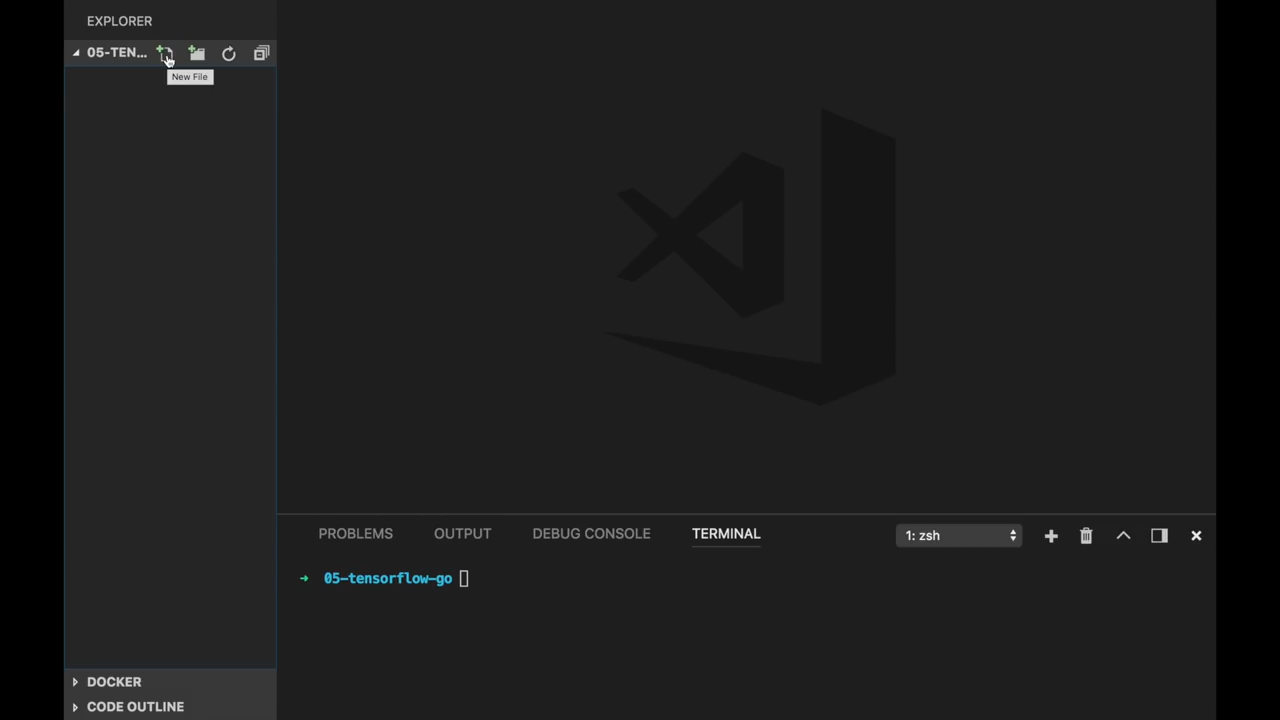 EXPLORER
05-TEN...
New File
PROBLEMS OUTPUT DEBUG CONSOLE TERMINAL 1: zsh
→ 05-tensorflow-go
DOCKER
CODE OUTLINE